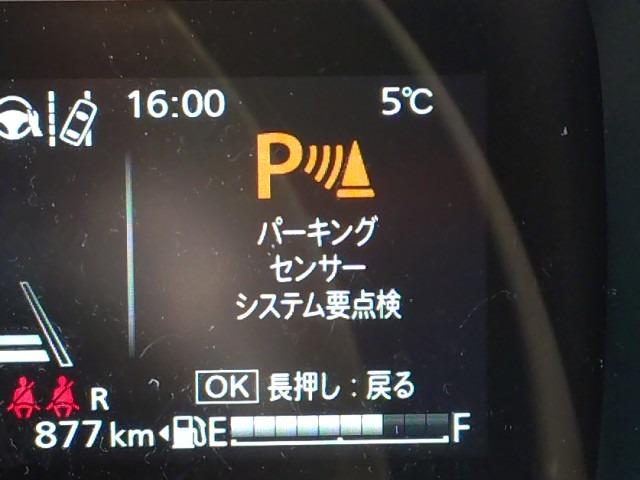 16:00 5℃
P
パーキング
センサー
システム要点検
OK 長押し:戻る
R
877km E F